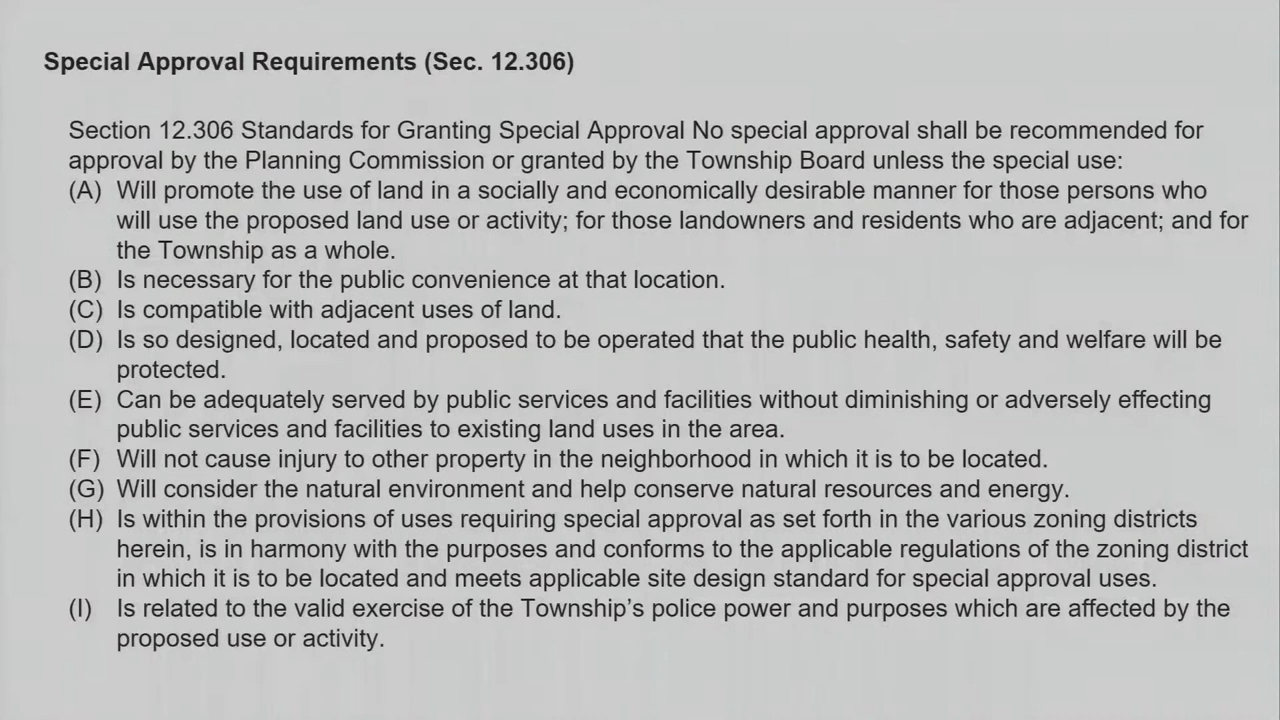 Special Approval Requirements (Sec. 12.306)
Section 12.306 Standards for Granting Special Approval No special approval shall be recommended for
approval by the Planning Commission or granted by the Township Board unless the special use:
(A) Will promote the use of land in a socially and economically desirable manner for those persons who
will use the proposed land use or activity; for those landowners and residents who are adjacent; and for
the Township as a whole.
(B) Is necessary for the public convenience at that location.
(C) Is compatible with adjacent uses of land.
(D) Is so designed, located and proposed to be operated that the public health, safety and welfare will be
protected.
(E) Can be adequately served by public services and facilities without diminishing or adversely effecting
public services and facilities to existing land uses in the area.
(F) Will not cause injury to other property in the neighborhood in which it is to be located.
(G) Will consider the natural environment and help conserve natural resources and energy.
(H) Is within the provisions of uses requiring special approval as set forth in the various zoning districts
herein, is in harmony with the purposes and conforms to the applicable regulations of the zoning district
in which it is to be located and meets applicable site design standard for special approval uses.
(I) Is related to the valid exercise of the Township’s police power and purposes which are affected by the
proposed use or activity.